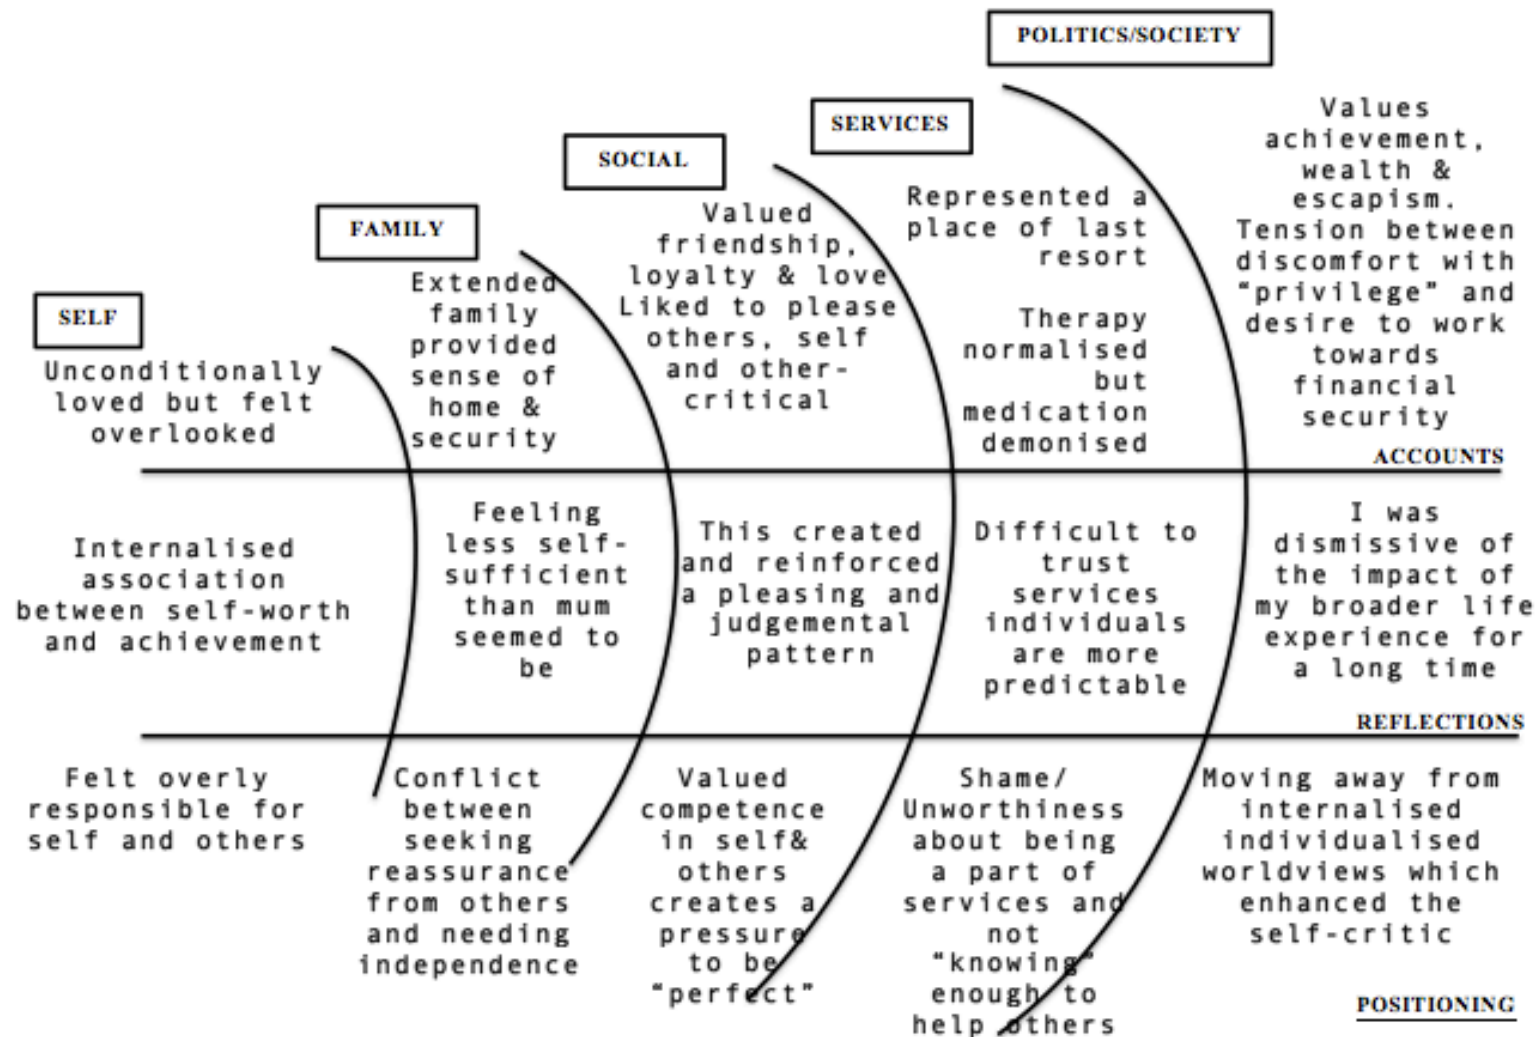 POLITICS/SOCIETY
SERVICES
SOCIAL
FAMILY
SELF
Unconditionally
loved but felt
overlooked
Extended
family
provided
sense of
home &
security
Valued
friendship,
loyalty & love
Liked to please
others, self
and other-
critical
Represented a
place of last
resort
Therapy
normalised
but
medication
demonised
Values
achievement,
wealth &
escapism.
Tension between
discomfort with
“privilege” and
desire to work
towards
financial
security
ACCOUNTS
Internalised
association
between self-worth
and achievement
Feeling
less self-
sufficient
than mum
seemed to
be
This created
and reinforced
a pleasing and
judgemental
pattern
Difficult to
trust
services
individuals
are more
predictable
I was
dismissive of
the impact of
my broader life
experience for
a long time
REFLECTIONS
Felt overly
responsible for
self and others
Conflict
between
seeking
reassurance
from others
and needing
independence
Valued
competence
in self&
others
creates a
pressure
to be
“perfect”
Shame/
Unworthiness
about being
a part of
services and
not
“knowing”
enough to
help others
Moving away from
internalised
individualised
worldviews which
enhanced the
self-critic
POSITIONING